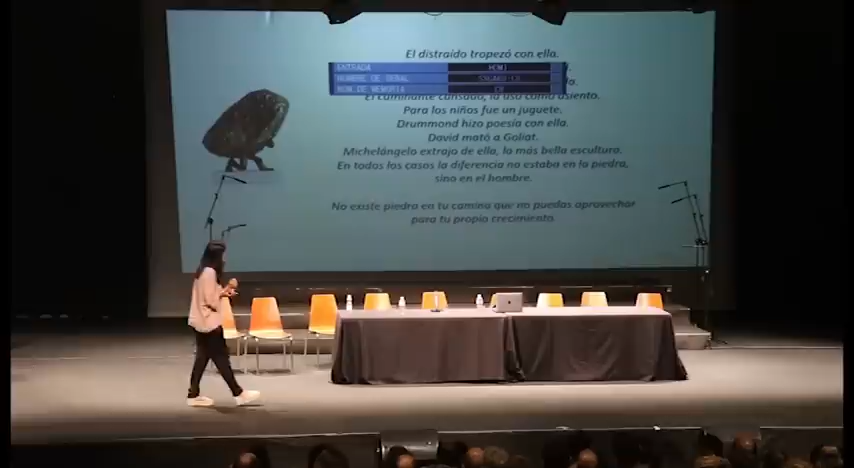 El distraído tropezó con ella.
ENTRADA HDMI
NOMBRE DE SEÑAL
NUM.DE MEMORIA
El caminante cansado, la usó como asiento.
Para los niños fue un juguete.
Drummond hizo poesía con ella.
David mató a Goliat.
Michelángelo extrajo de ella, la más bella escultura.
En todos los casos la diferencia no estaba en la piedra,
sino en el hombre.
No existe piedra en tu camino que no puedas aprovechar
para tu propio crecimiento.